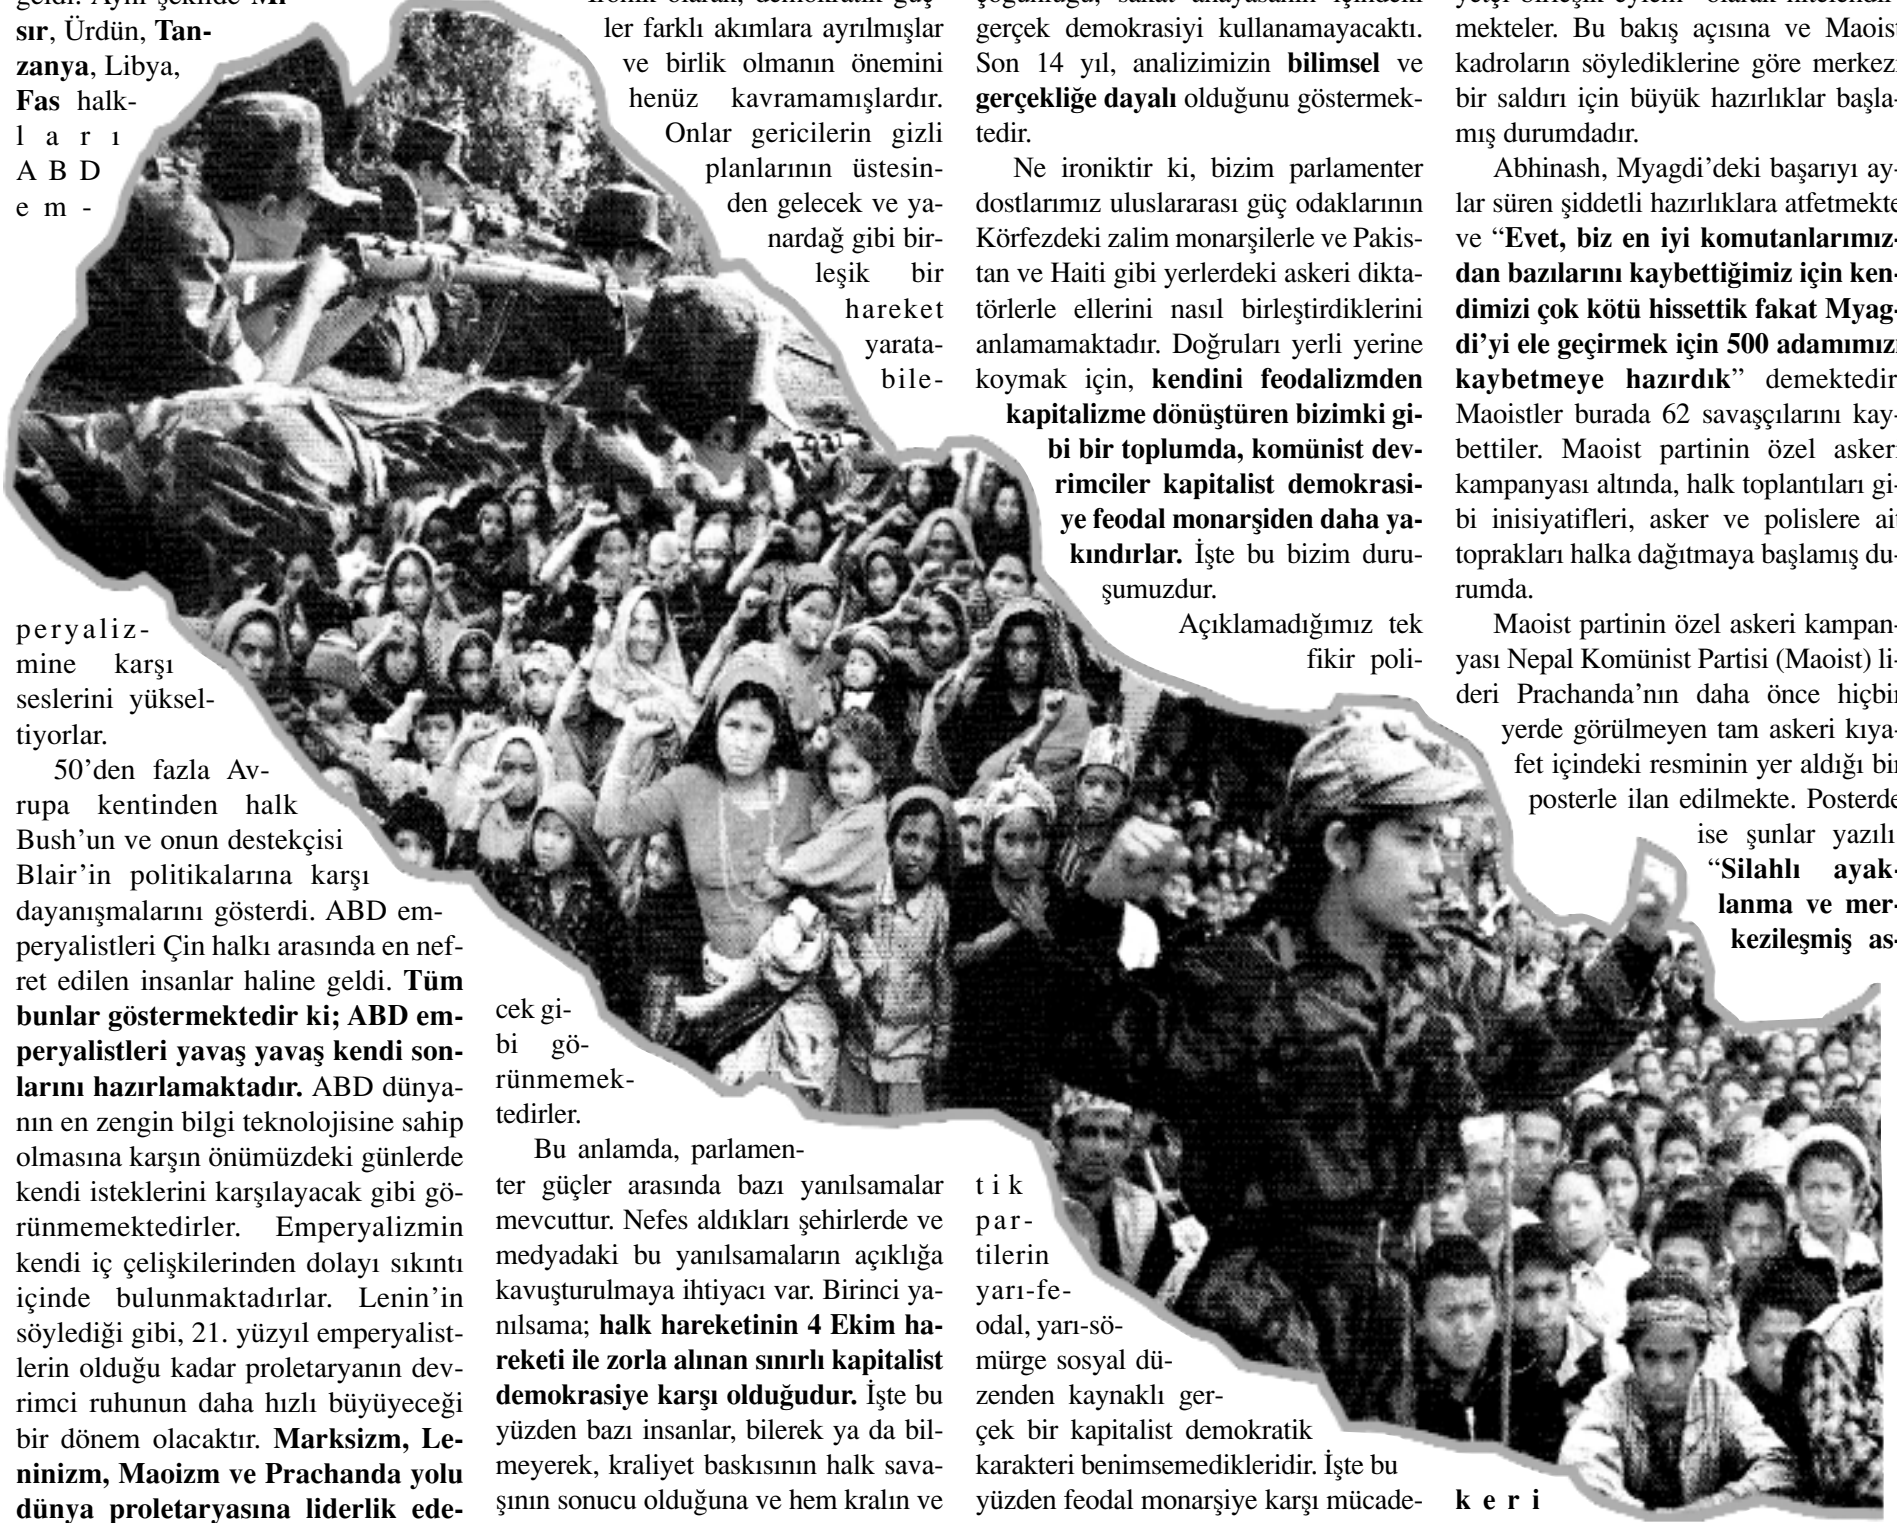 sır, Ürdün, Tan-
zanya, Libya,
Fas halk-
ları
ABD
em-
peryaliz-
mine karşı
seslerini yüksel-
tiyorlar.
50’den fazla Av-
rupa kentinden halk
Bush’un ve onun destekçisi
Blair’in politikalarına karşı
dayanışmalarını gösterdi. ABD em-
peryalistleri Çin halkı arasında en nef-
ret edilen insanlar haline geldi. Tüm
bunlar göstermektedir ki; ABD em-
peryalistleri yavaş yavaş kendi son-
larını hazırlamaktadır. ABD dünya-
nın en zengin bilgi teknolojisine sahip
olmasına karşın önümüzdeki günlerde
kendi isteklerini karşılayacak gibi gö-
rünmemektedirler. Emperyalizmin
kendi iç çelişkilerinden dolayı sıkıntı
içinde bulunmaktadırlar. Lenin’in
söylediği gibi, 21. yüzyıl emperyalist-
lerin olduğu kadar proletaryanın dev-
rimci ruhunun daha hızlı büyüyeceği
bir dönem olacaktır. Marksizm, Le-
ninizm, Maoizm ve Prachanda yolu
dünya proletaryasına liderlik ede-
ler farklı akımlara ayrılmışlar
ve birlik olmanın önemini
henüz kavramamışlardır.
Onlar gericilerin gizli
planlarının üstesin-
den gelecek ve ya-
nardağ gibi bir-
leşik bir
hareket
yarata-
bile-
cek gi-
bi gö-
rünmemek-
tedirler.
Bu anlamda, parlamen-
ter güçler arasında bazı yanılsamalar
mevcuttur. Nefes aldıkları şehirlerde ve
medyadaki bu yanılsamaların açıklığa
kavuşturulmaya ihtiyacı var. Birinci ya-
nılsama; halk hareketinin 4 Ekim ha-
reketi ile zorla alınan sınırlı kapitalist
demokrasiye karşı olduğudur. İşte bu
yüzden bazı insanlar, bilerek ya da bil-
meyerek, kraliyet baskısının halk sava-
şının sonucu olduğuna ve hem kralın ve
gerçek demokrasiyi kullanamayacaktı.
Son 14 yıl, analizimizin bilimsel ve
gerçekliğe dayalı olduğunu göstermek-
tedir.
Ne ironiktir ki, bizim parlamenter
dostlarımız uluslararası güç odaklarının
Körfezdeki zalim monarşilerle ve Pakis-
tan ve Haiti gibi yerlerdeki askeri dikta-
törlerle ellerini nasıl birleştirdiklerini
anlamamaktadır. Doğruları yerli yerine
koymak için, kendini feodalizmden
kapitalizme dönüştüren bizimki gi-
bi bir toplumda, komünist dev-
rimciler kapitalist demokrasi-
ye feodal monarşiden daha ya-
kındırlar. İşte bu bizim duru-
şumuzdur.
Açıklamadığımız tek
fikir poli-
tik
par-
tilerin
yarı-fe-
odal, yarı-sö-
mürge sosyal dü-
zenden kaynaklı ger-
çek bir kapitalist demokratik
karakteri benimsemedikleridir. İşte bu
yüzden feodal monarşiye karşı mücade-
mekteler. Bu bakış açısına ve Maoist
kadroların söylediklerine göre merkezi
bir saldırı için büyük hazırlıklar başla-
mış durumdadır.
Abhinash, Myagdi’deki başarıyı ay-
lar süren şiddetli hazırlıklara atfetmekte
ve “Evet, biz en iyi komutanlarımız-
dan bazılarını kaybettiğimiz için ken-
dimizi çok kötü hissettik fakat Myag-
di’yi ele geçirmek için 500 adamımızı
kaybetmeye hazırdık” demektedir
Maoistler burada 62 savaşçılarını kay-
bettiler. Maoist partinin özel askeri
kampanyası altında, halk toplantıları gi-
bi inisiyatifleri, asker ve polislere ait
toprakları halka dağıtmaya başlamış du-
rumda.
Maoist partinin özel askeri kampan-
yası Nepal Komünist Partisi (Maoist) li-
deri Prachanda’nın daha önce hiçbir
yerde görülmeyen tam askeri kıya-
fet içindeki resminin yer aldığı bir
posterle ilan edilmekte. Posterde
ise şunlar yazılı
“Silahlı ayak-
lanma ve mer-
kezileşmiş as-
keri